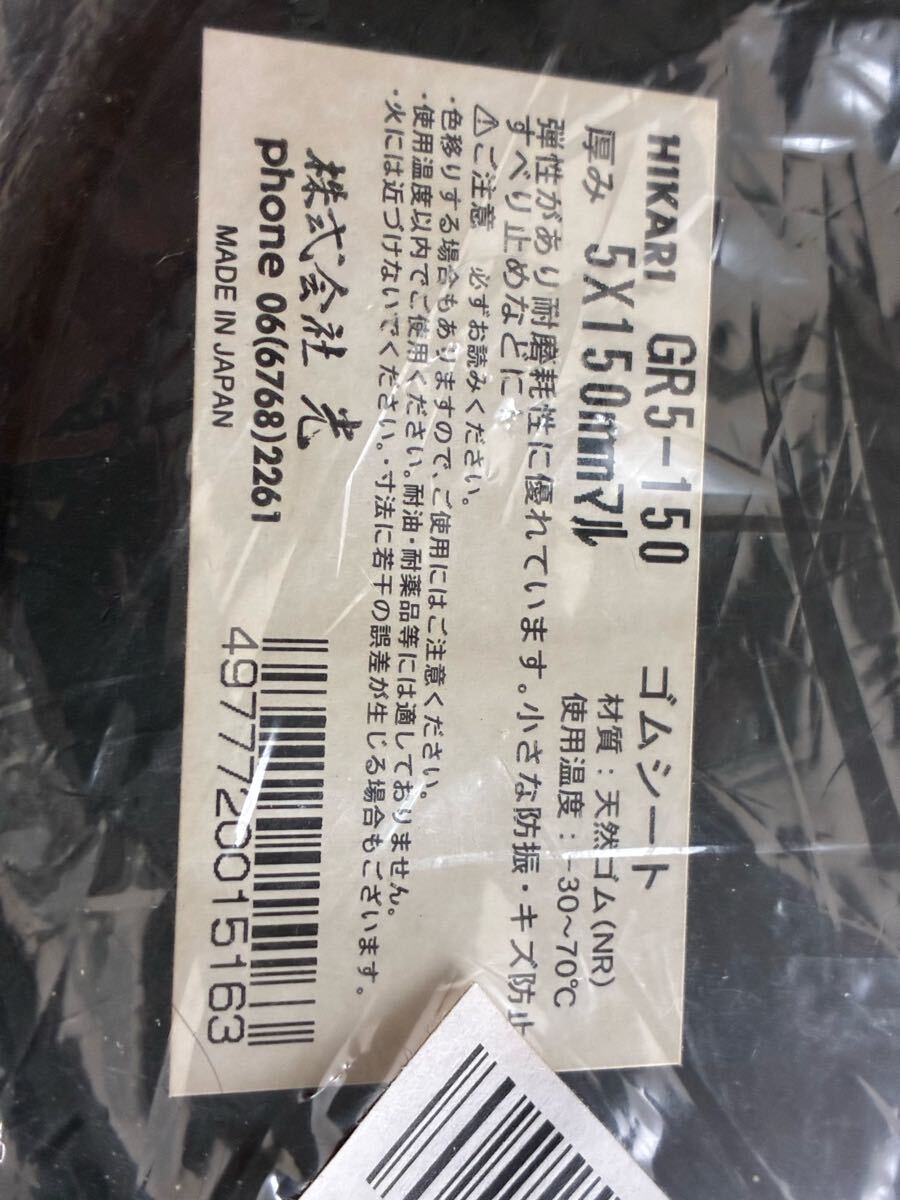 HIKARI GR5-150 ゴムシート
厚み 5X150mmマル
材質：天然ゴム(NR)
使用温度：-30～70℃
弾性があり耐磨耗性に優れています。小さな防振・キズ防止
すべり止めなどに
⚠ご注意 必ずお読みください。
・色移りする場合もありますので、ご使用にはご注意ください。
・使用温度以内でご使用ください。耐油・耐薬品等には適しておりません。
・火には近づけないでください。・寸法に若干の誤差が生じる場合もございます。
株式会社 光
phone 06(6768)2261
MADE IN JAPAN
4977720015163